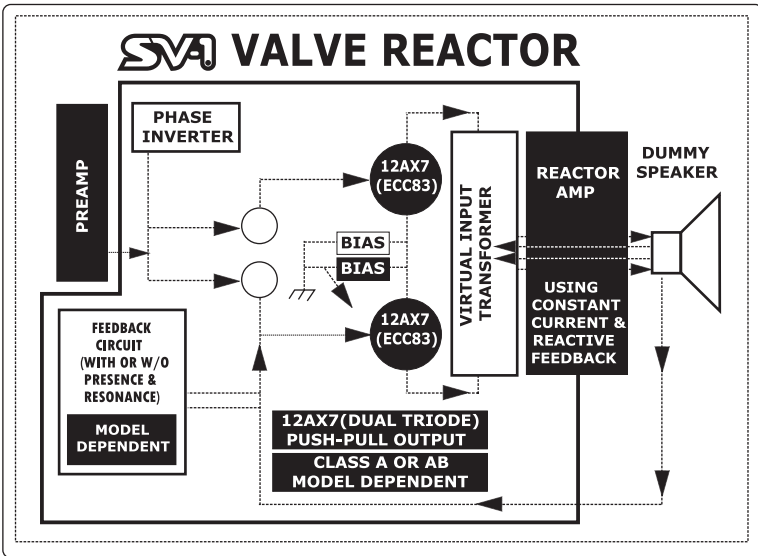 SV-1 VALVE REACTOR
PHASE
INVERTER
PREAMP
12AX7
(ECC83)
BIAS
BIAS
12AX7
(ECC83)
VIRTUAL INPUT
TRANSFORMER
REACTOR
AMP
USING
CONSTANT
CURRENT &
REACTIVE
FEEDBACK
DUMMY
SPEAKER
FEEDBACK
CIRCUIT
(WITH OR W/O
PRESENCE &
RESONANCE)
MODEL
DEPENDENT
12AX7(DUAL TRIODE)
PUSH-PULL OUTPUT
CLASS A OR AB
MODEL DEPENDENT